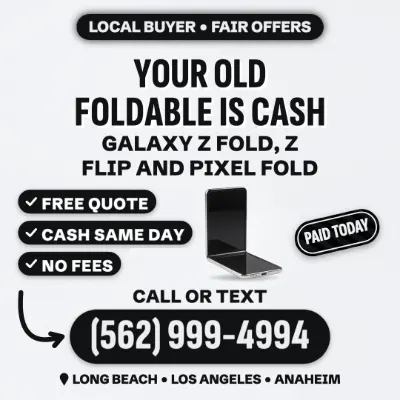 LOCAL BUYER • FAIR OFFERS
YOUR OLD
FOLDABLE IS CASH
GALAXY Z FOLD, Z
FLIP AND PIXEL FOLD
FREE QUOTE
CASH SAME DAY
NO FEES
PAID TODAY
CALL OR TEXT
(562) 999-4994
LONG BEACH • LOS ANGELES • ANAHEIM